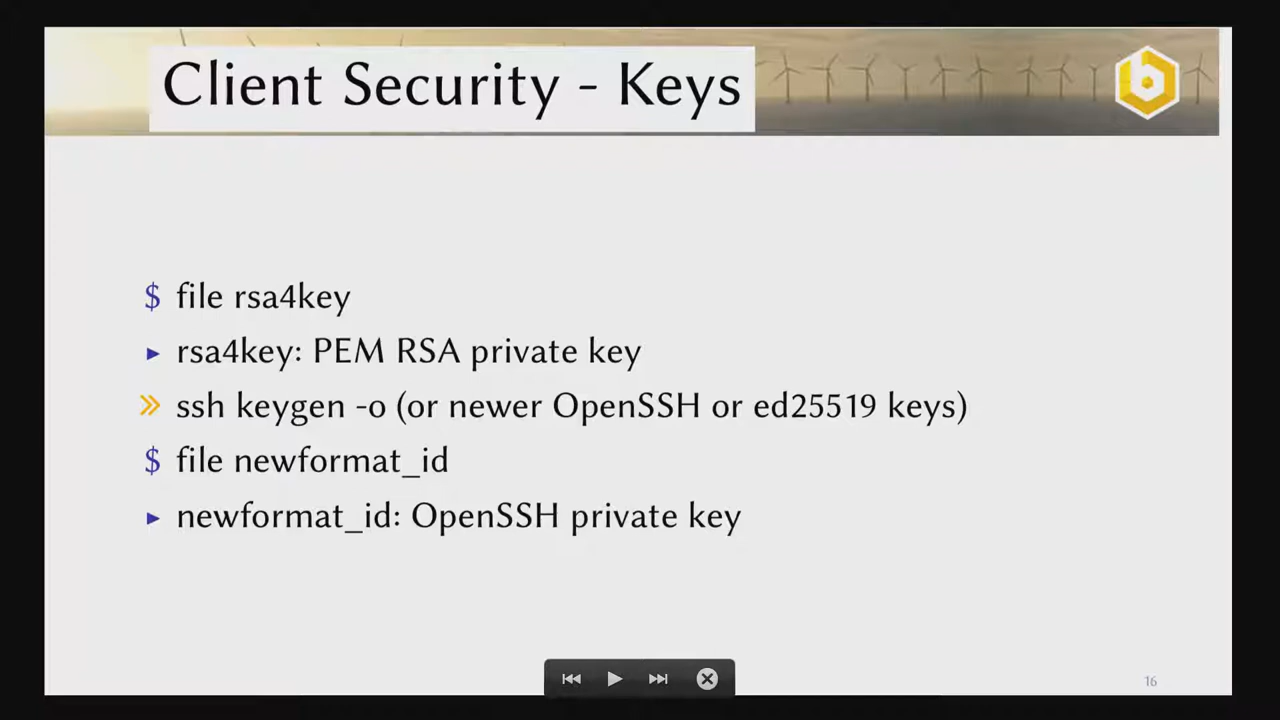 Client Security - Keys
$ file rsa4key
▸ rsa4key: PEM RSA private key
» ssh keygen -o (or newer OpenSSH or ed25519 keys)
$ file newformat_id
▸ newformat_id: OpenSSH private key
16